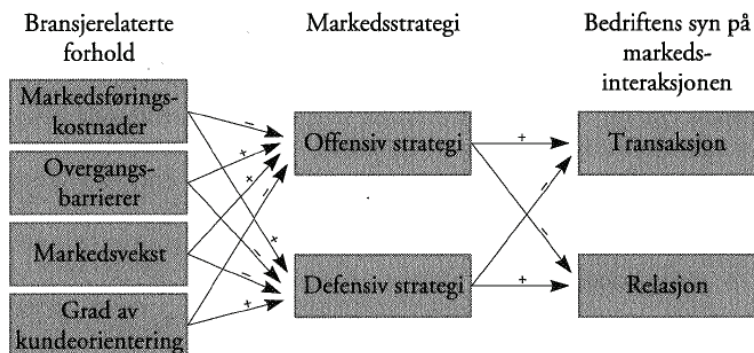 Bransjerelaterte
forhold
Markedsstrategi
Bedriftens syn på
markeds-
interaksjonen
Markedsførings-
kostnader
Overgangs-
barrierer
Markedsvekst
Grad av
kundeorientering
Offensiv strategi
Defensiv strategi
Transaksjon
Relasjon
–
+
+
–
+
–
–
+
+
–
–
+